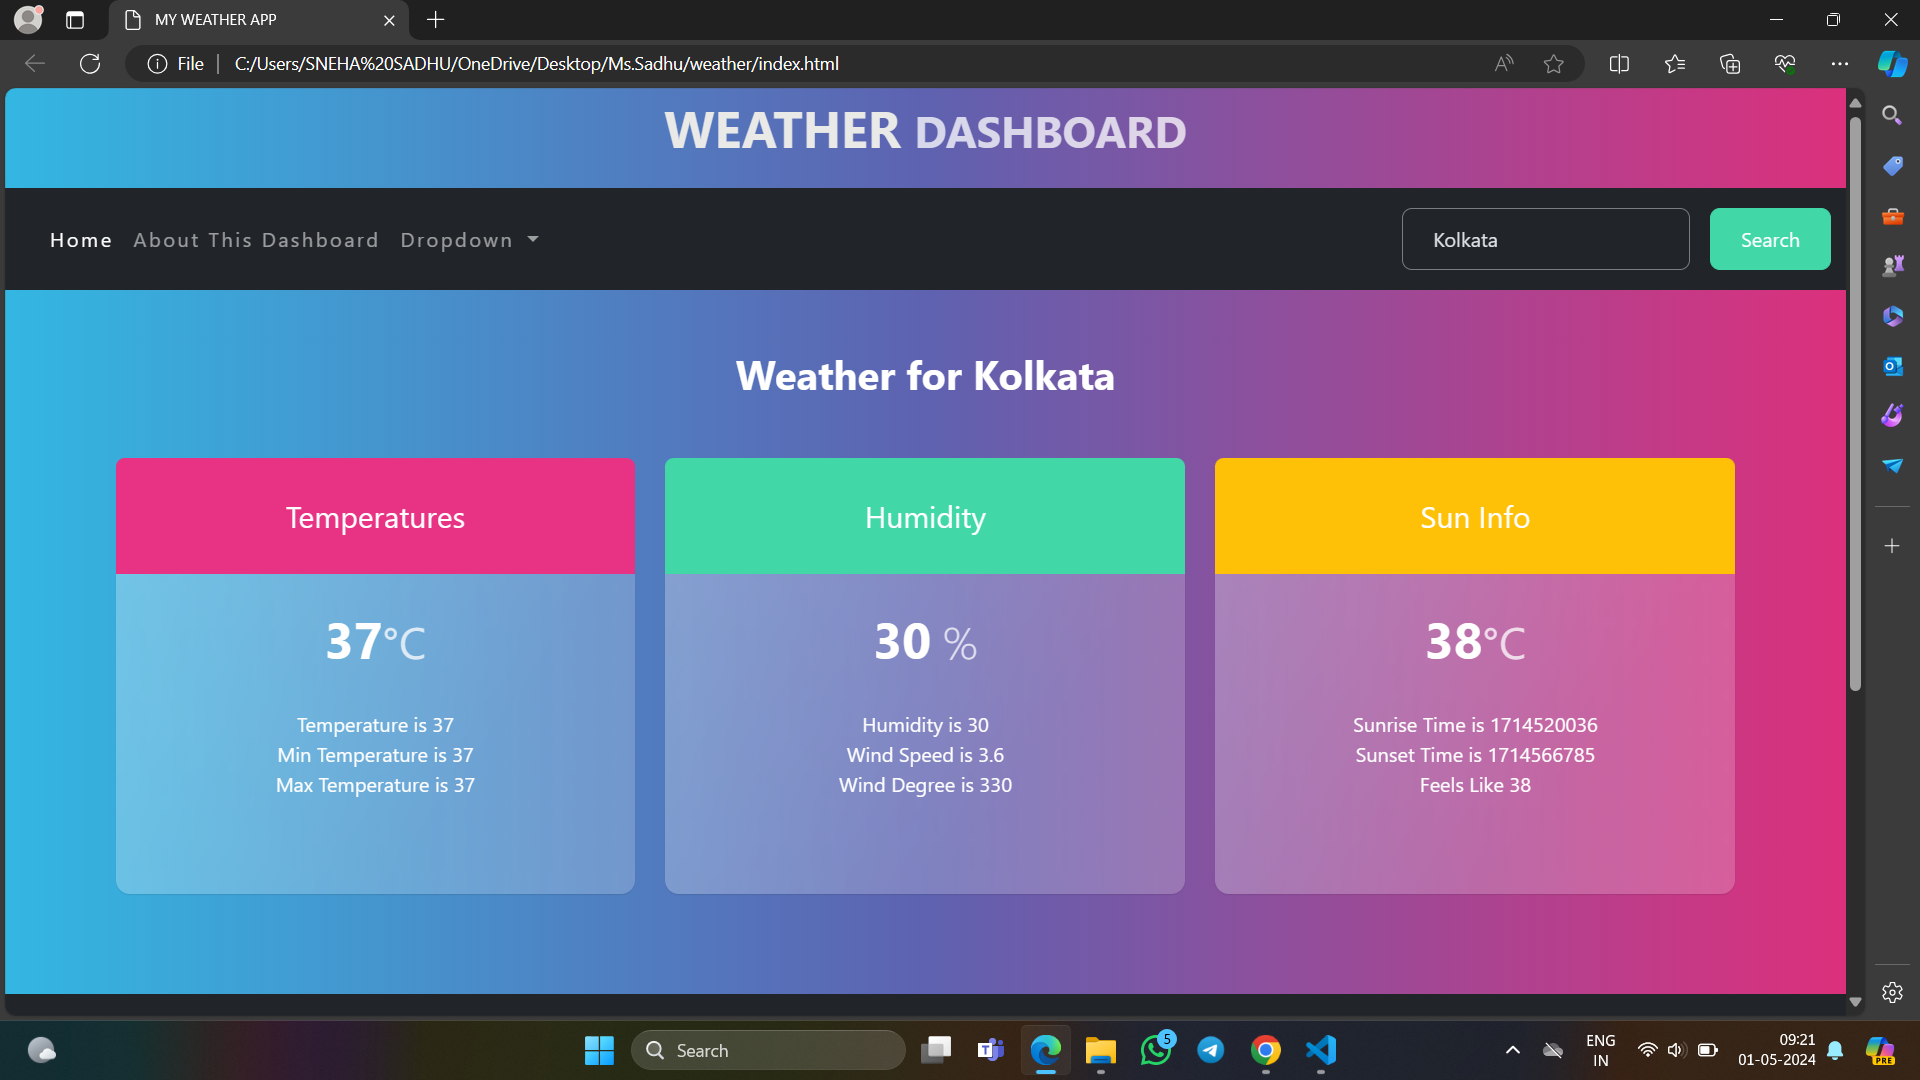 MY WEATHER APP
File
C:/Users/SNEHA%20SADHU/OneDrive/Desktop/Ms.Sadhu/weather/index.html
WEATHER DASHBOARD
Home About This Dashboard Dropdown
Kolkata
Search
Weather for Kolkata
Temperatures
37°C
Temperature is 37
Min Temperature is 37
Max Temperature is 37
Humidity
30 %
Humidity is 30
Wind Speed is 3.6
Wind Degree is 330
Sun Info
38°C
Sunrise Time is 1714520036
Sunset Time is 1714566785
Feels Like 38
Search
5
ENG
IN
09:21
01-05-2024
PRE